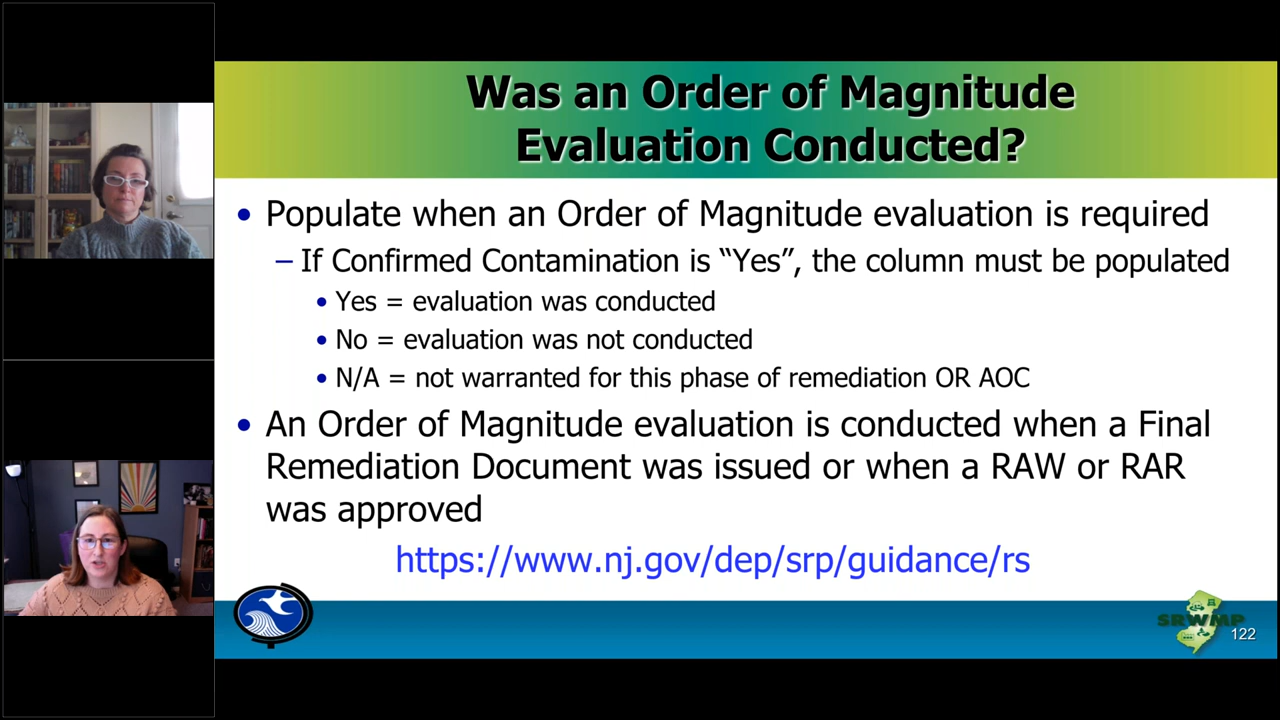 Was an Order of Magnitude
Evaluation Conducted?
• Populate when an Order of Magnitude evaluation is required
– If Confirmed Contamination is “Yes”, the column must be populated
• Yes = evaluation was conducted
• No = evaluation was not conducted
• N/A = not warranted for this phase of remediation OR AOC
• An Order of Magnitude evaluation is conducted when a Final
Remediation Document was issued or when a RAW or RAR
was approved
https://www.nj.gov/dep/srp/guidance/rs
SRWMP
122